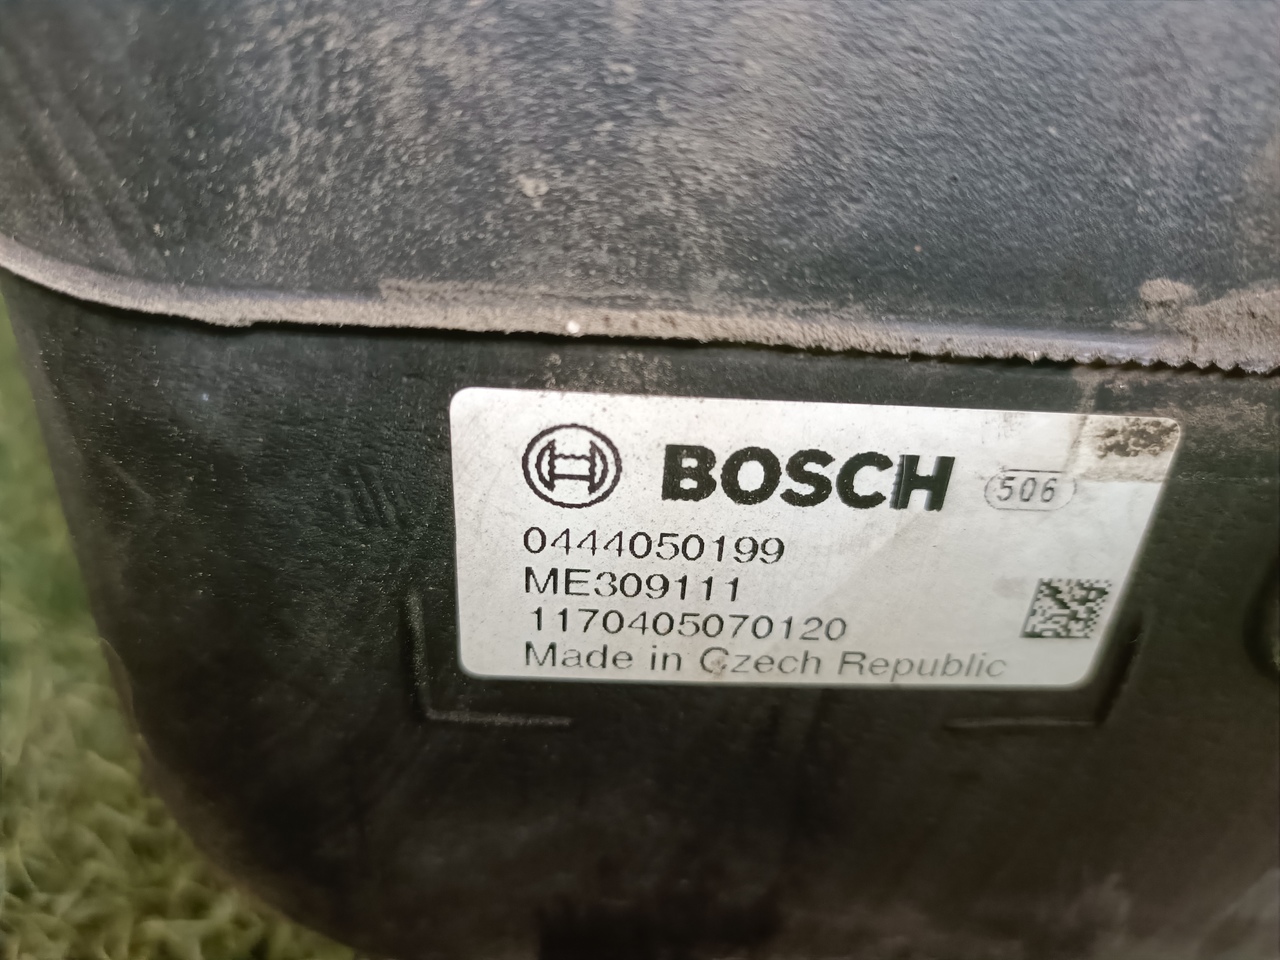 BOSCH 506
0444050199
ME309111
1170405070120
Made in Czech Republic